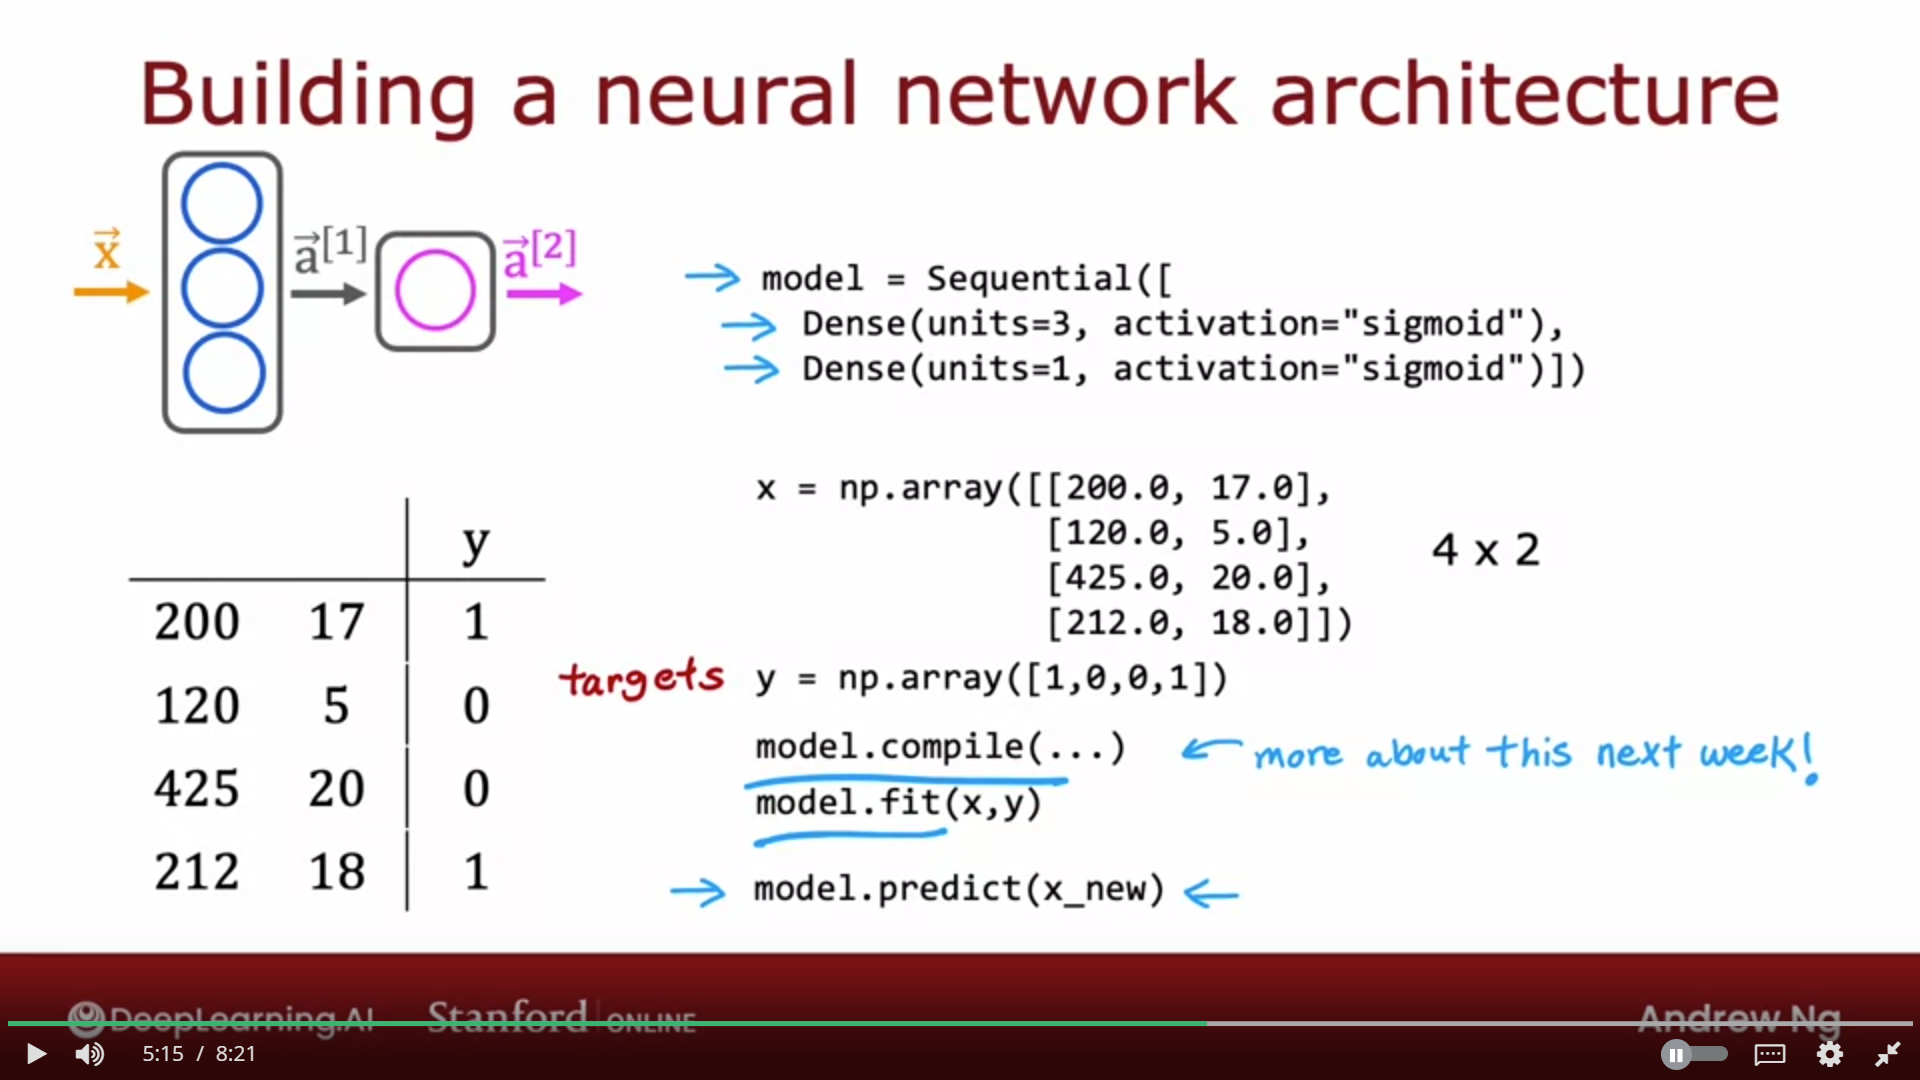 Building a neural network architecture
x⃗
a⃗[1]
a⃗[2]
model = Sequential([
Dense(units=3, activation="sigmoid"),
Dense(units=1, activation="sigmoid")])
x = np.array([[200.0, 17.0],
[120.0, 5.0],
[425.0, 20.0],
[212.0, 18.0]])
4 x 2
y
200 17 1
120 5 0
425 20 0
212 18 1
targets y = np.array([1,0,0,1])
model.compile(...) more about this next week!
model.fit(x,y)
model.predict(x_new)
DeepLearning.AI Stanford ONLINE Andrew Ng
5:15 / 8:21